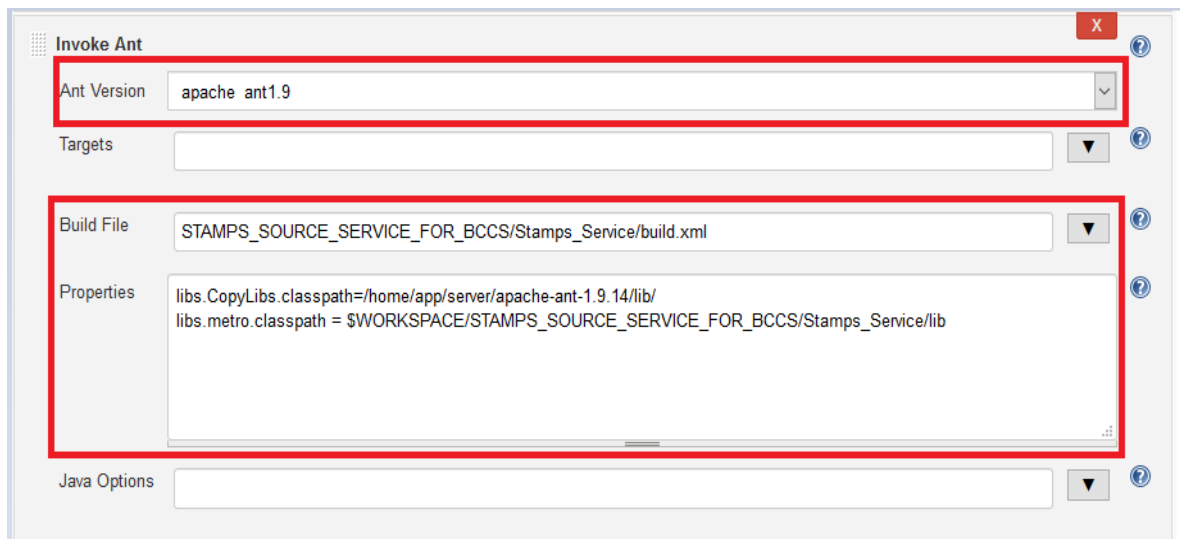 X
Invoke Ant
Ant Version apache ant1.9
Targets
Build File STAMPS_SOURCE_SERVICE_FOR_BCCS/Stamps_Service/build.xml
Properties libs.CopyLibs.classpath=/home/app/server/apache-ant-1.9.14/lib/
libs.metro.classpath = $WORKSPACE/STAMPS_SOURCE_SERVICE_FOR_BCCS/Stamps_Service/lib
Java Options